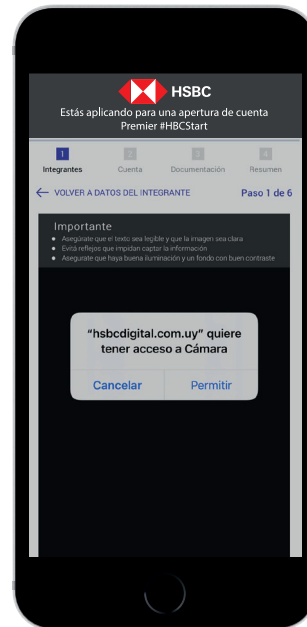 HSBC
Estás aplicando para una apertura de cuenta
Premier #HBCStart
1 2 3 4
Integrantes Cuenta Documentación Resumen
← VOLVER A DATOS DEL INTEGRANTE Paso 1 de 6
Importante
• Asegúrate que el texto sea legible y que la imagen sea clara
• Evitá reflejos que impidan captar la información
• Asegurate que haya buena iluminación y un fondo con buen contraste
"hsbcdigital.com.uy" quiere
tener acceso a Cámara
Cancelar Permitir